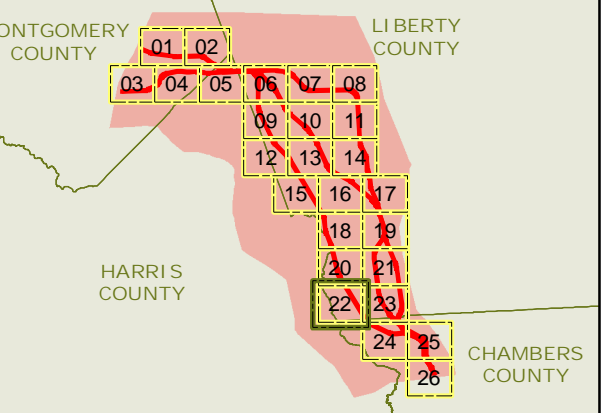 ONTGOMERY
COUNTY
LIBERTY
COUNTY
01 02
03 04 05 06 07 08
09 10 11
12 13 14
15 16 17
18 19
20 21
HARRIS
COUNTY
22 23
24 25
CHAMBERS
COUNTY
26